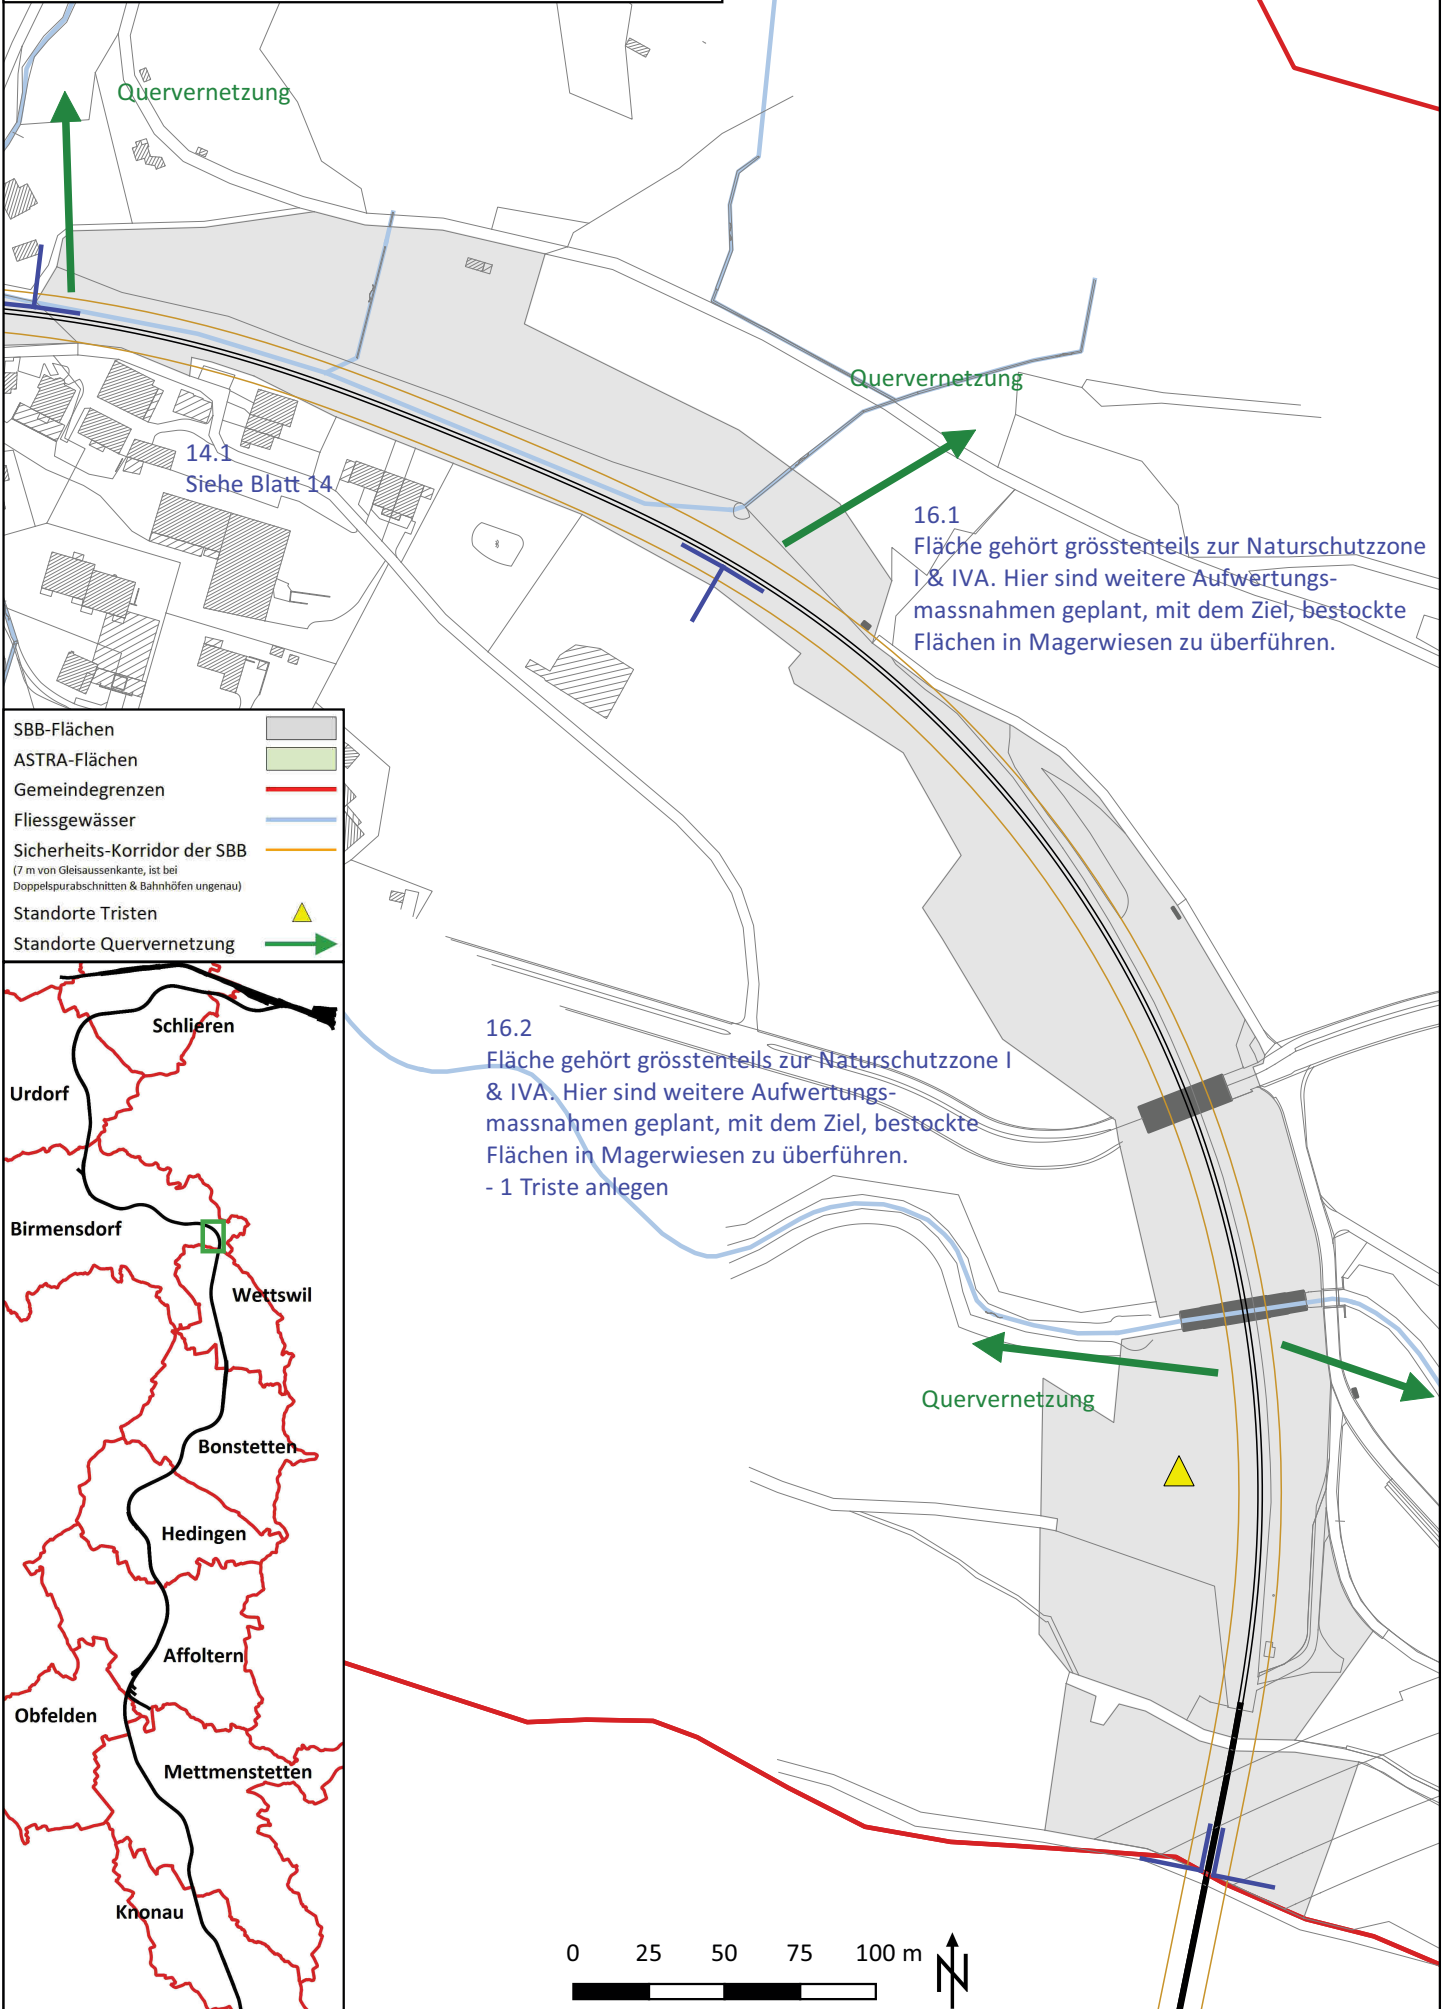 Quervernetzung
Quervernetzung
14.1
Siehe Blatt 14
16.1
Fläche gehört grösstenteils zur Naturschutzzone
I & IVA. Hier sind weitere Aufwertungs-
massnahmen geplant, mit dem Ziel, bestockte
Flächen in Magerwiesen zu überführen.
SBB-Flächen
ASTRA-Flächen
Gemeindegrenzen
Fliessgewässer
Sicherheits-Korridor der SBB
(7 m von Gleisaussenkante, ist bei
Doppelspurabschnitten & Bahnhöfen ungenau)
Standorte Tristen
Standorte Quervernetzung
16.2
Fläche gehört grösstenteils zur Naturschutzzone I
& IVA. Hier sind weitere Aufwertungs-
massnahmen geplant, mit dem Ziel, bestockte
Flächen in Magerwiesen zu überführen.
- 1 Triste anlegen
Quervernetzung
Schlieren
Urdorf
Birmensdorf
Wettswil
Bonstetten
Hedingen
Affoltern
Obfelden
Mettmenstetten
Knonau
0 25 50 75 100 m
N